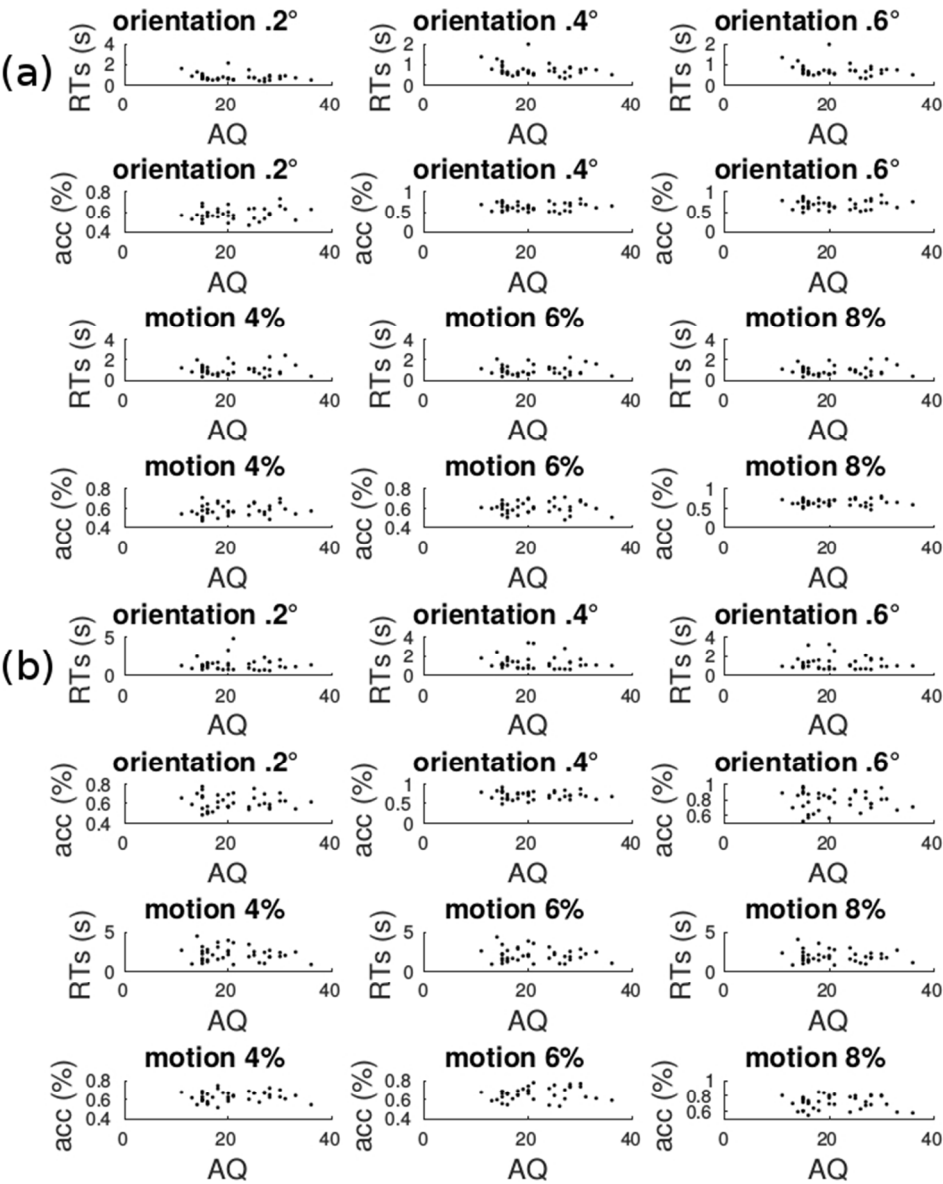 (a)
orientation .2° orientation .4° orientation .6°
RTs (s) RTs (s) RTs (s)
4 2 2
2 1 1
0 0 0
0 20 40 0 20 40 0 20 40
AQ AQ AQ
orientation .2° orientation .4° orientation .6°
acc (%) acc (%) acc (%)
0.8 1 1
0.6 0.5 0.5
0.4 0 0
0 20 40 0 20 40 0 20 40
AQ AQ AQ
motion 4% motion 6% motion 8%
RTs (s) RTs (s) RTs (s)
4 4 4
2 2 2
0 0 0
0 20 40 0 20 40 0 20 40
AQ AQ AQ
motion 4% motion 6% motion 8%
acc (%) acc (%) acc (%)
0.8 0.8 1
0.6 0.6 0.5
0.4 0.4 0
0 20 40 0 20 40 0 20 40
AQ AQ AQ
(b)
orientation .2° orientation .4° orientation .6°
RTs (s) RTs (s) RTs (s)
5 4 4
2 2
0 0 0
0 20 40 0 20 40 0 20 40
AQ AQ AQ
orientation .2° orientation .4° orientation .6°
acc (%) acc (%) acc (%)
0.8 1 1
0.6 0.5 0.8
0.4 0 0.6
0 20 40 0 20 40 0 20 40
AQ AQ AQ
motion 4% motion 6% motion 8%
RTs (s) RTs (s) RTs (s)
5 5 5
0 0 0
0 20 40 0 20 40 0 20 40
AQ AQ AQ
motion 4% motion 6% motion 8%
acc (%) acc (%) acc (%)
0.8 0.8 1
0.6 0.6 0.8
0.4 0.4 0.6
0 20 40 0 20 40 0 20 40
AQ AQ AQ